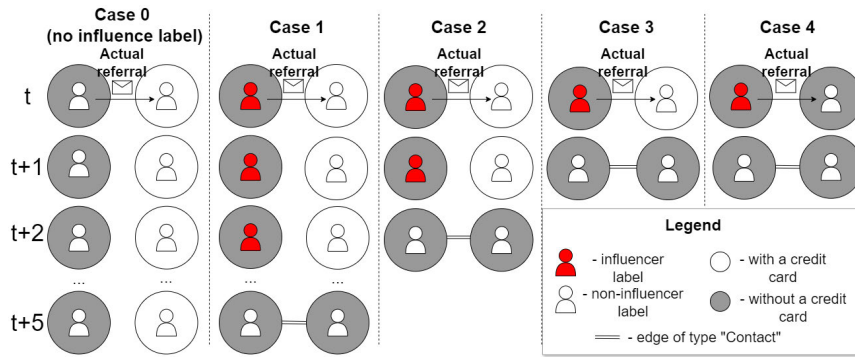 Case 0
(no influence label)
Case 1
Case 2
Case 3
Case 4
Actual
referral
Actual
referral
Actual
referral
Actual
referral
Actual
referral
t
t+1
t+2
... ...
... ...
t+5
Legend
- influencer
label
- with a credit
card
- non-influencer
label
- without a credit
card
- edge of type "Contact"